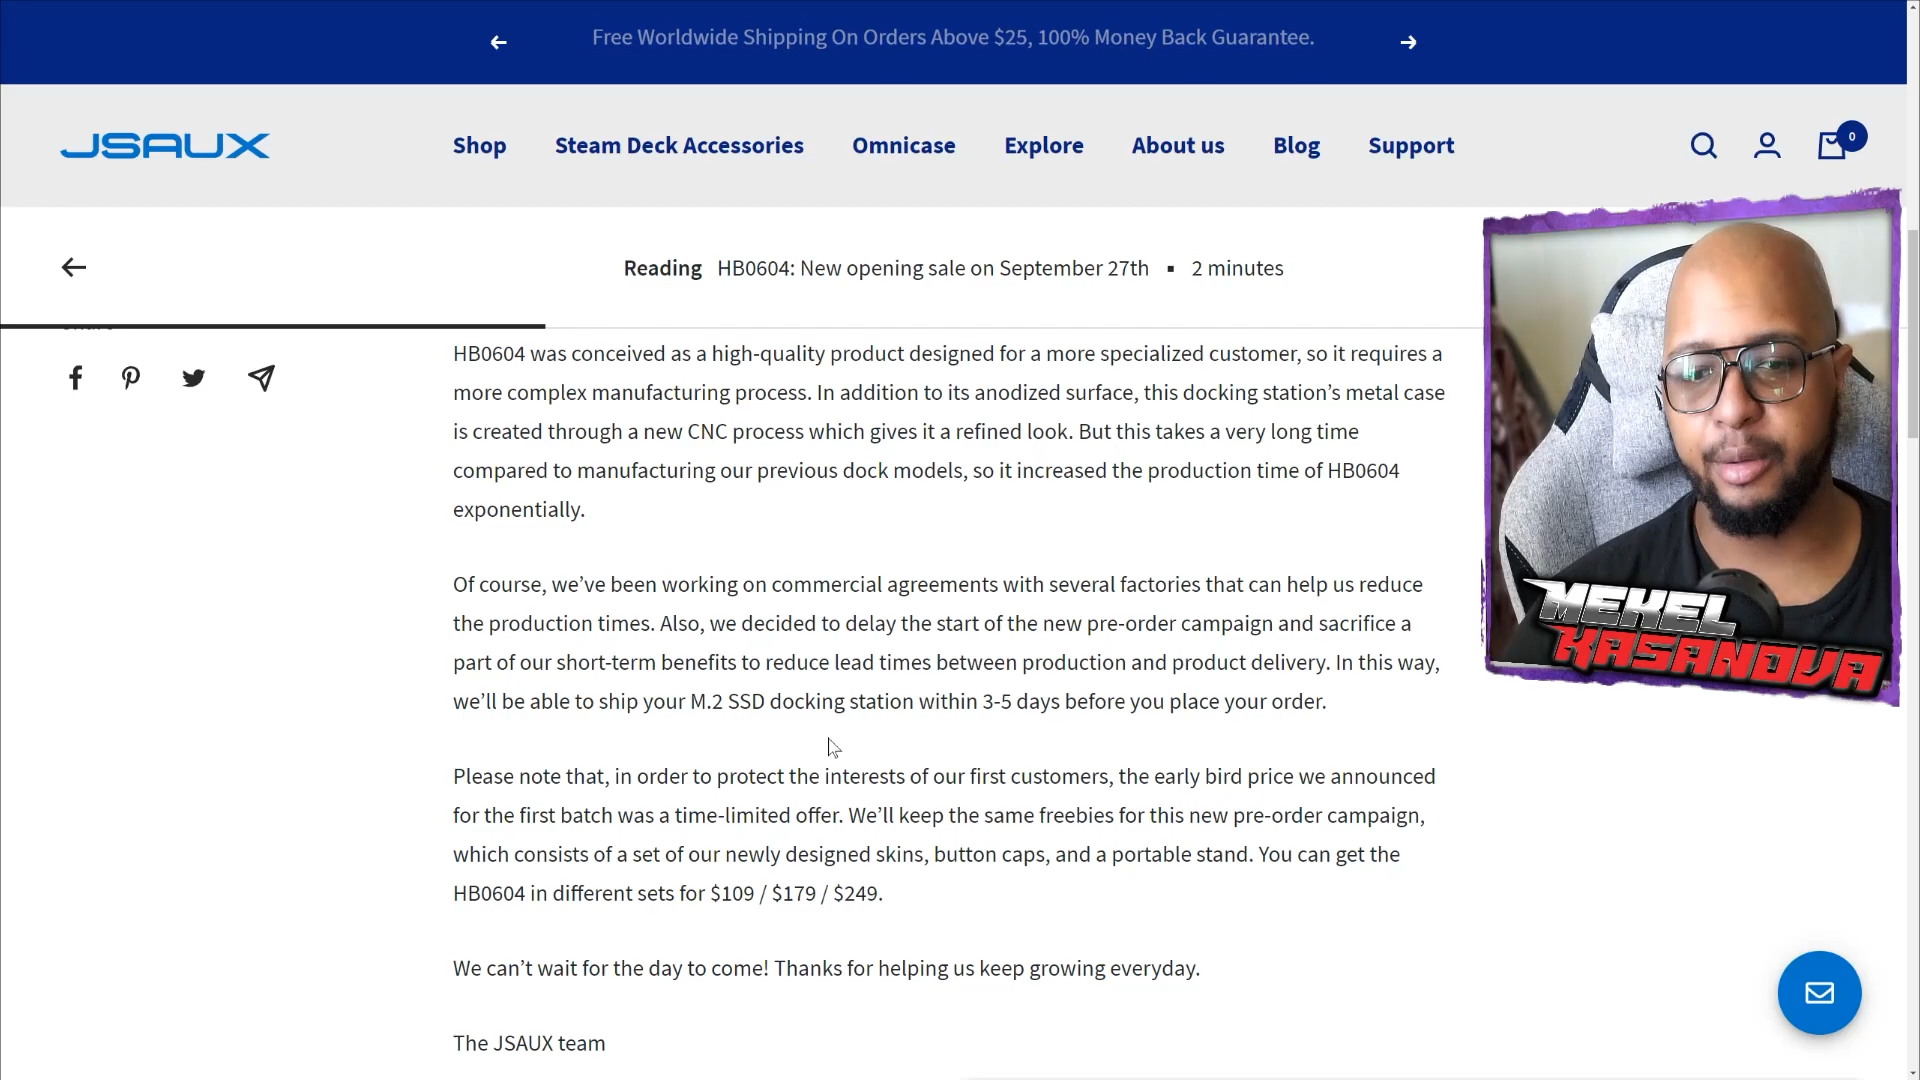 Free Worldwide Shipping On Orders Above $25, 100% Money Back Guarantee.
JSAUX
Shop
Steam Deck Accessories
Omnicase
Explore
About us
Blog
Support
0
Reading HB0604: New opening sale on September 27th ▪ 2 minutes
HB0604 was conceived as a high-quality product designed for a more specialized customer, so it requires a
more complex manufacturing process. In addition to its anodized surface, this docking station’s metal case
is created through a new CNC process which gives it a refined look. But this takes a very long time
compared to manufacturing our previous dock models, so it increased the production time of HB0604
exponentially.
Of course, we’ve been working on commercial agreements with several factories that can help us reduce
the production times. Also, we decided to delay the start of the new pre-order campaign and sacrifice a
part of our short-term benefits to reduce lead times between production and product delivery. In this way,
we’ll be able to ship your M.2 SSD docking station within 3-5 days before you place your order.
Please note that, in order to protect the interests of our first customers, the early bird price we announced
for the first batch was a time-limited offer. We’ll keep the same freebies for this new pre-order campaign,
which consists of a set of our newly designed skins, button caps, and a portable stand. You can get the
HB0604 in different sets for $109 / $179 / $249.
We can’t wait for the day to come! Thanks for helping us keep growing everyday.
The JSAUX team
MEKEL
KASANOVA